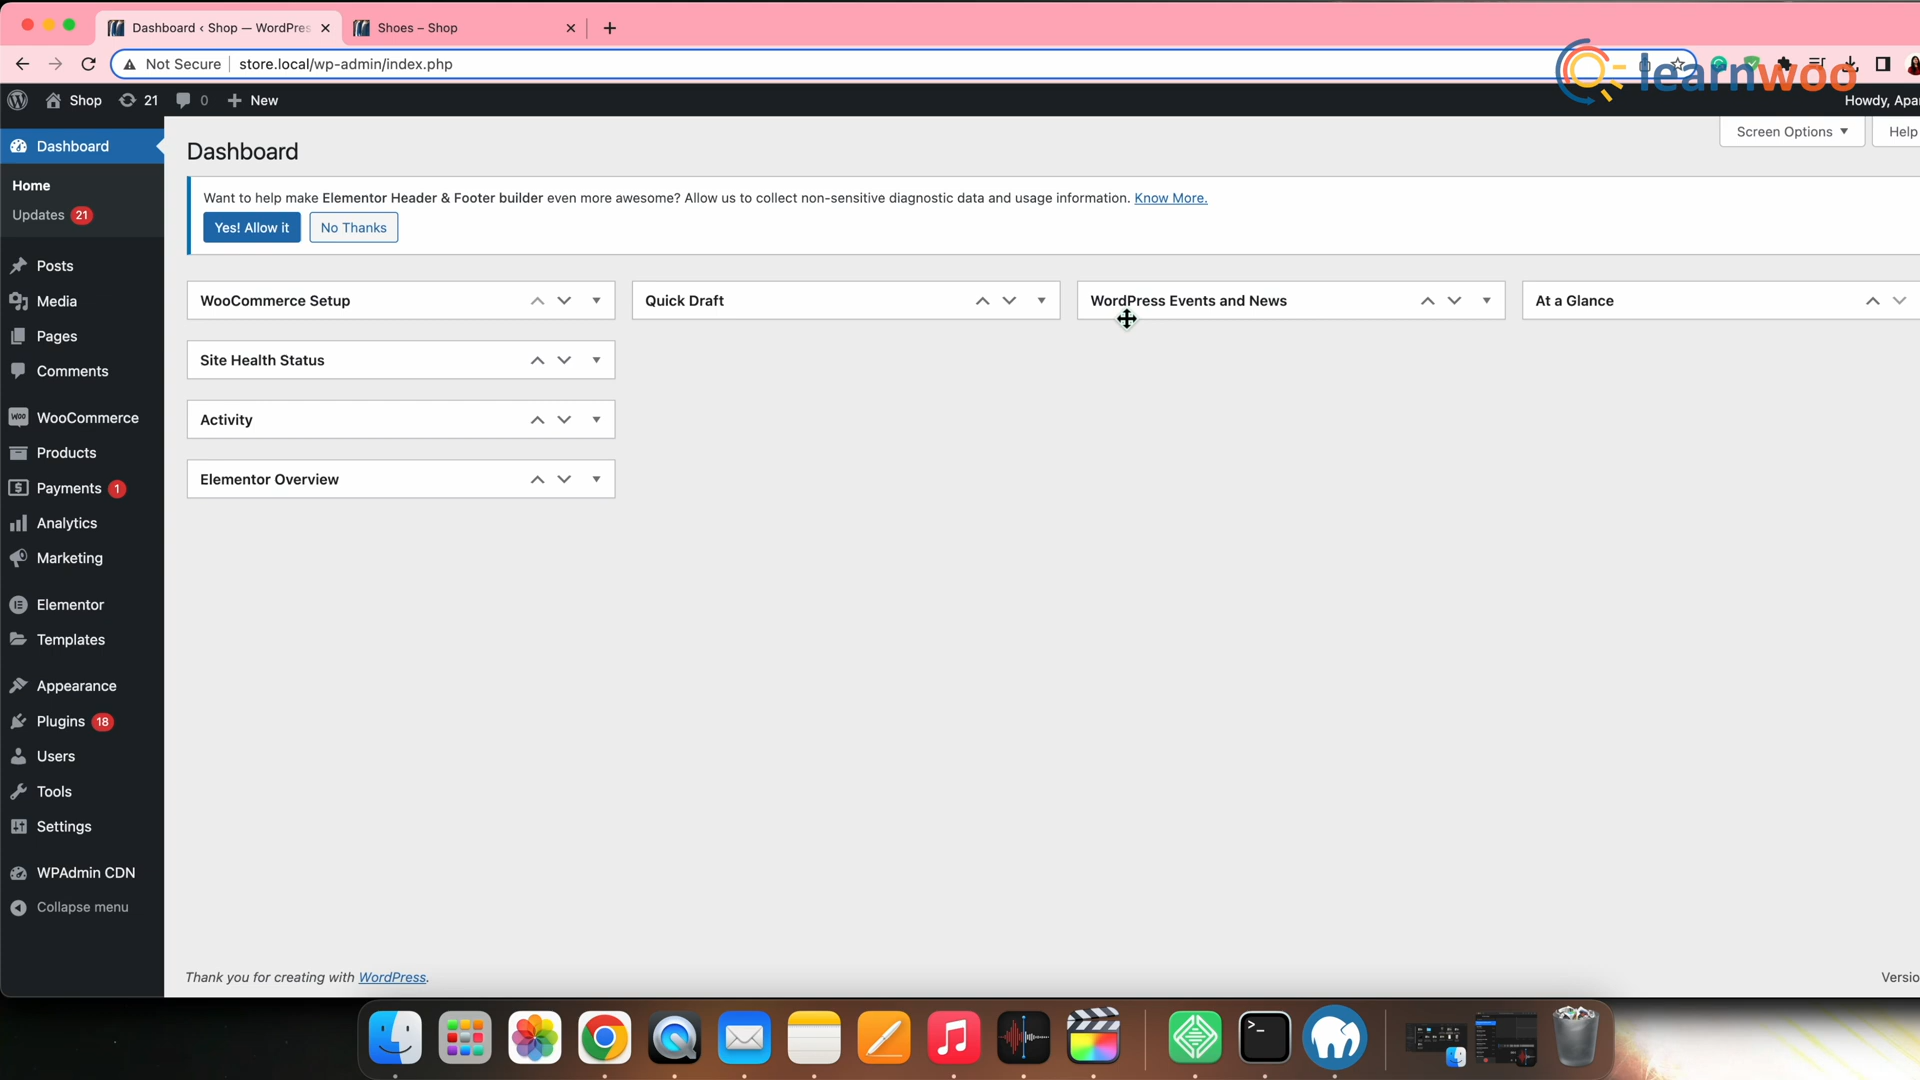 Dashboard ‹ Shop — WordPres
Shoes – Shop
Not Secure
store.local/wp-admin/index.php
learnwoo
Shop
21
0
New
Howdy, Apa
Screen Options
Help
Dashboard
Home
Updates 21
Posts
Media
Pages
Comments
WooCommerce
Products
Payments 1
Analytics
Marketing
Elementor
Templates
Appearance
Plugins 18
Users
Tools
Settings
WPAdmin CDN
Collapse menu
Dashboard
Want to help make Elementor Header & Footer builder even more awesome? Allow us to collect non-sensitive diagnostic data and usage information. Know More.
Yes! Allow it
No Thanks
WooCommerce Setup
Quick Draft
WordPress Events and News
At a Glance
Site Health Status
Activity
Elementor Overview
Thank you for creating with WordPress.
Versio